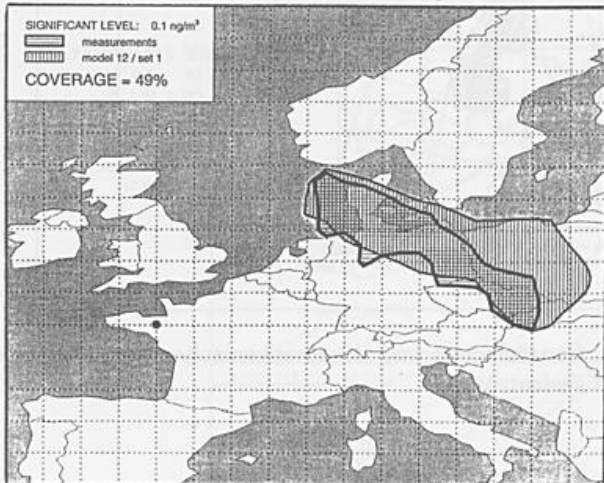 SIGNIFICANT LEVEL: 0.1 ng/m³
measurements
model 12 / set 1
COVERAGE = 49%